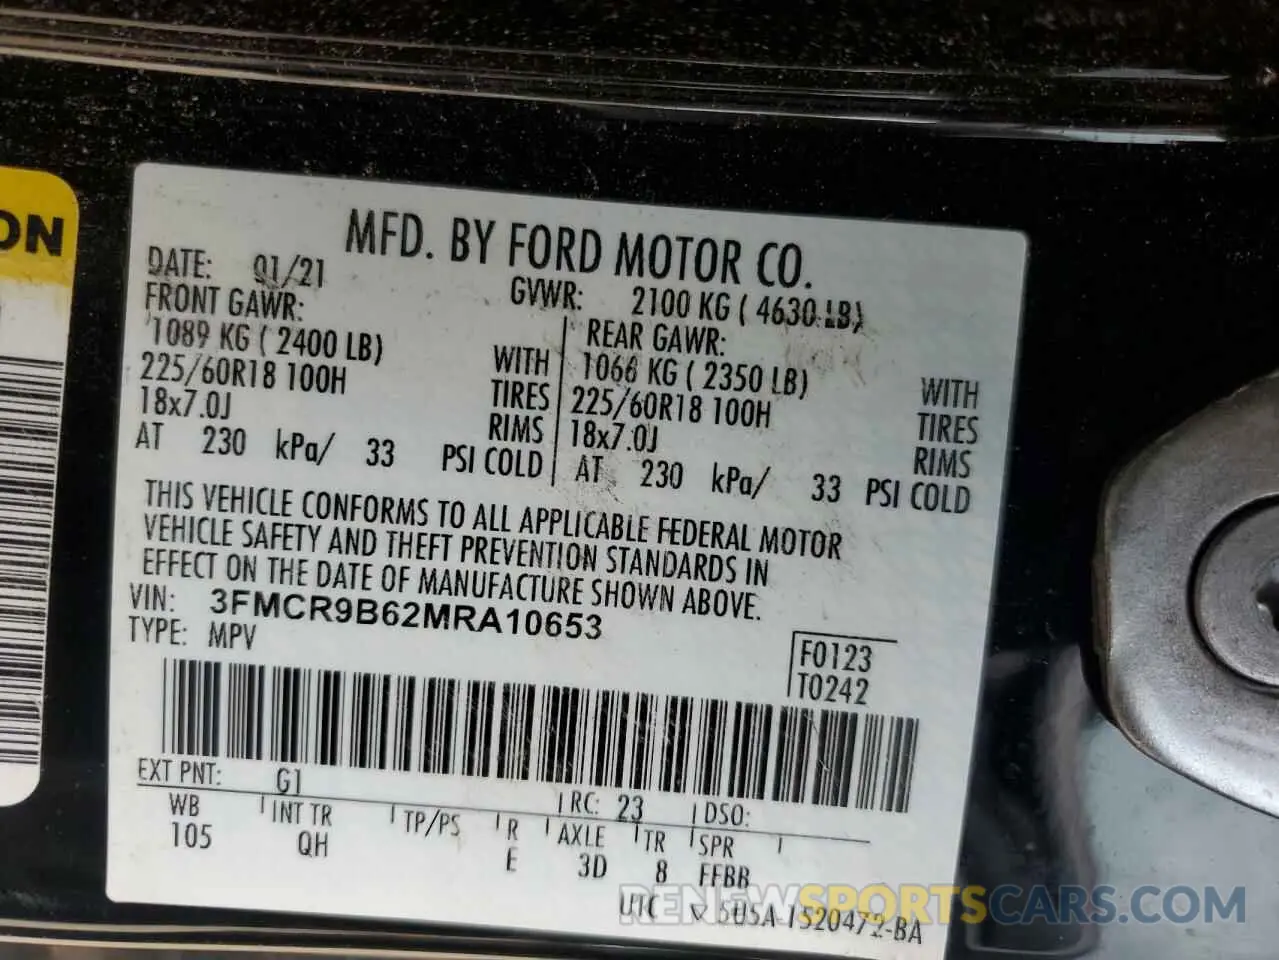 ON
MFD. BY FORD MOTOR CO.
DATE: 01/21 GVWR: 2100 KG ( 4630 LB)
FRONT GAWR: REAR GAWR:
1089 KG ( 2400 LB) WITH 1066 KG ( 2350 LB) WITH
225/60R18 100H TIRES 225/60R18 100H TIRES
18x7.0J RIMS 18x7.0J RIMS
AT 230 kPa/ 33 PSI COLD AT 230 kPa/ 33 PSI COLD
THIS VEHICLE CONFORMS TO ALL APPLICABLE FEDERAL MOTOR
VEHICLE SAFETY AND THEFT PREVENTION STANDARDS IN
EFFECT ON THE DATE OF MANUFACTURE SHOWN ABOVE.
VIN: 3FMCR9B62MRA10653
TYPE: MPV
F0123
T0242
EXT PNT: G1 RC: 23 DSO:
WB INT TR TP/PS R AXLE TR SPR
105 QH E 3D 8 FFBB
UTC 5U5A-1520472-BA
RENEWSPORTSCARS.COM